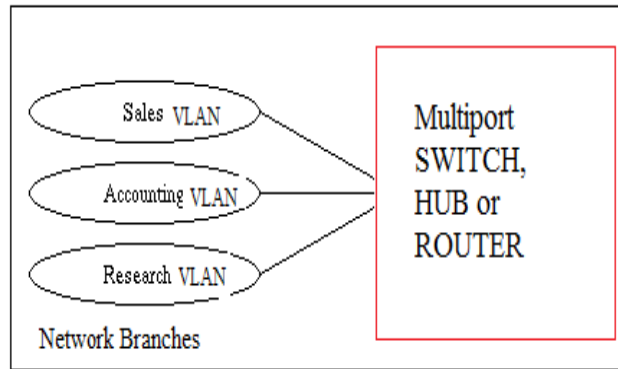 Sales VLAN
Accounting VLAN
Research VLAN
Network Branches
Multiport
SWITCH,
HUB or
ROUTER